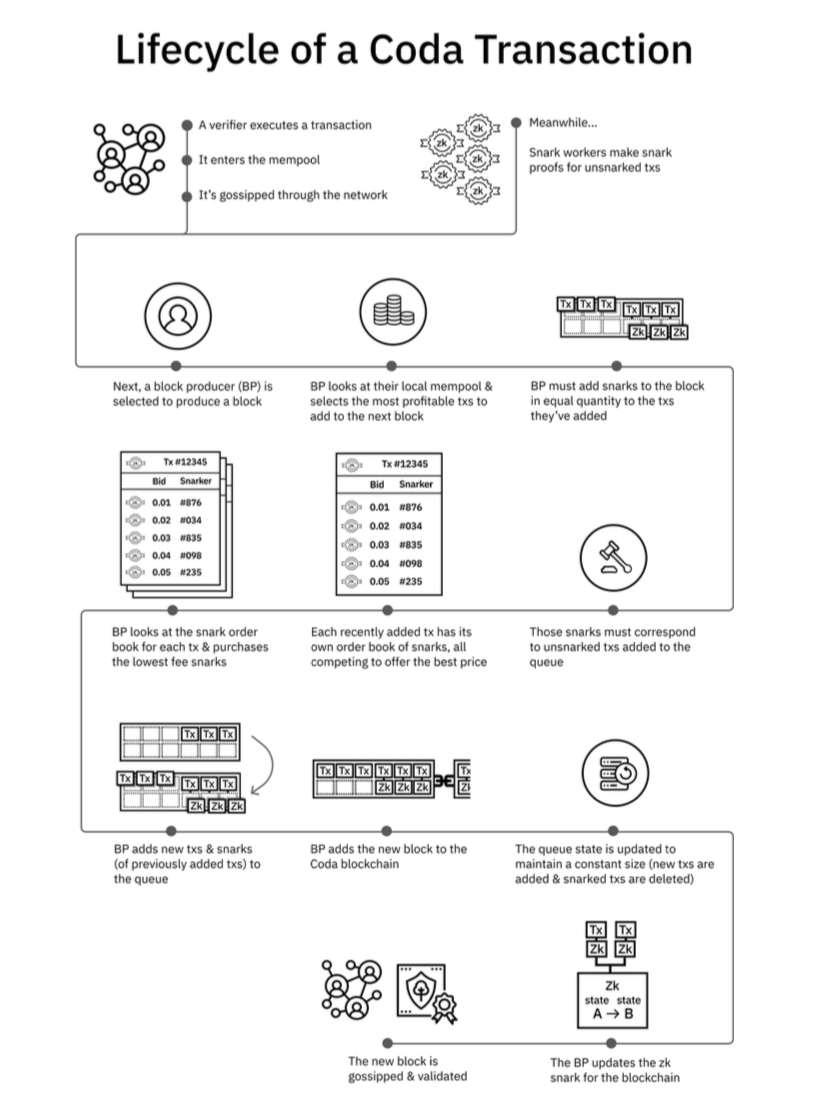 Lifecycle of a Coda Transaction
A verifier executes a transaction
It enters the mempool
It's gossipped through the network
zk
zk
zk
zk
zk
Meanwhile...
Snark workers make snark
proofs for unsnarked txs
Next, a block producer (BP) is
selected to produce a block
BP looks at their local mempool &
selects the most profitable txs to
add to the next block
Tx Tx Tx Tx Tx Tx
Zk Zk Zk
BP must add snarks to the block
in equal quantity to the txs
they've added
Those snarks must correspond
to unsnarked txs added to the
queue
Tx #12345
Bid Snarker
0.01 #876
0.02 #034
0.03 #835
0.04 #098
0.05 #235
Each recently added tx has its
own order book of snarks, all
competing to offer the best price
Tx #12345
Bid Snarker
0.01 #876
0.02 #034
0.03 #835
0.04 #098
0.05 #235
BP looks at the snark order
book for each tx & purchases
the lowest fee snarks
Tx Tx Tx
Tx Tx Tx Tx Tx Tx
Zk Zk Zk
BP adds new txs & snarks
(of previously added txs) to
the queue
Tx Tx Tx Tx Tx Tx
Zk Zk Zk
BP adds the new block to the
Coda blockchain
The queue state is updated to
maintain a constant size (new txs are
added & snarked txs are deleted)
Tx Tx
Zk Zk
Zk
state state
A → B
The BP updates the zk
snark for the blockchain
The new block is
gossipped & validated